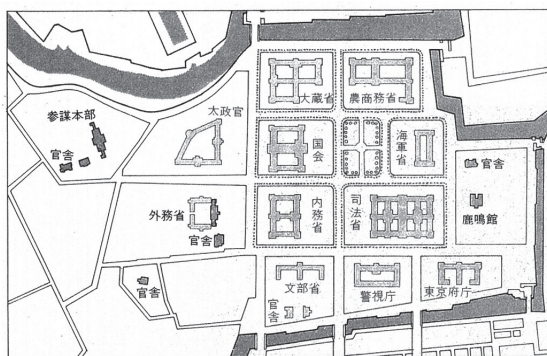 大蔵省
農商務省
参謀本部
太政官
国会
海軍省
官舎
官舎
外務省
官舎
内務省
司法省
鹿鳴館
官舎
文部省
官舎
警視庁
東京府庁